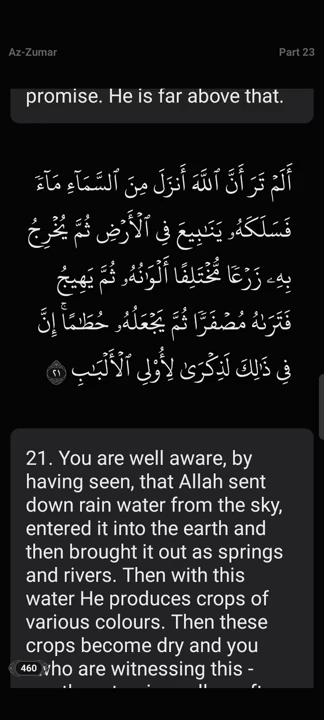 Az-Zumar
Part 23
promise. He is far above that.
أَلَمْ تَرَ أَنَّ ٱللَّهَ أَنزَلَ مِنَ ٱلسَّمَآءِ مَآءً
فَسَلَكَهُۥ يَنَٰبِيعَ فِى ٱلْأَرْضِ ثُمَّ يُخْرِجُ
بِهِۦ زَرْعًا مُّخْتَلِفًا أَلْوَٰنُهُۥ ثُمَّ يَهِيجُ
فَتَرَىٰهُ مُصْفَرًّا ثُمَّ يَجْعَلُهُۥ حُطَٰمًا ۚ إِنَّ
فِى ذَٰلِكَ لَذِكْرَىٰ لِأُو۟لِى ٱلْأَلْبَٰبِ ٢١
21. You are well aware, by
having seen, that Allah sent
down rain water from the sky,
entered it into the earth and
then brought it out as springs
and rivers. Then with this
water He produces crops of
various colours. Then these
crops become dry and you
460
who are witnessing this -